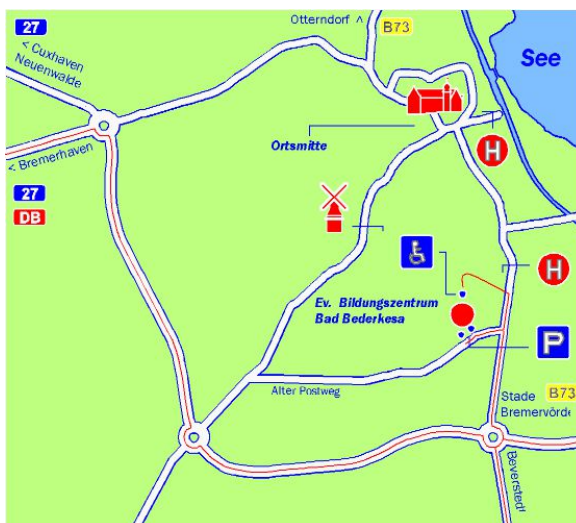 27
< Cuxhaven
Neuenwalde
Otterndorf ^
B73
See
Ortsmitte
H
< Bremerhaven
27
DB
H
Ev. Bildungszentrum
Bad Bederkesa
P
Alter Postweg
Stade
B73
Bremervörde
Beverstedt